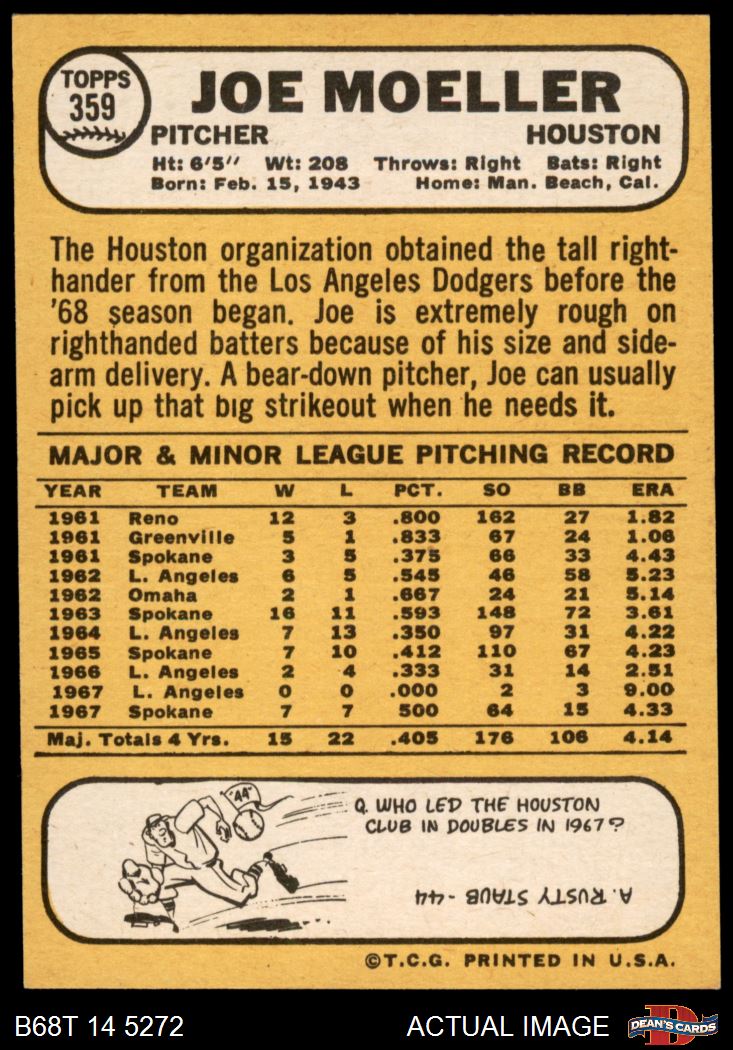 TOPPS
359
JOE MOELLER
PITCHER HOUSTON
Ht: 6'5" Wt: 208 Throws: Right Bats: Right
Born: Feb. 15, 1943 Home: Man. Beach, Cal.
The Houston organization obtained the tall right-
hander from the Los Angeles Dodgers before the
'68 season began. Joe is extremely rough on
righthanded batters because of his size and side-
arm delivery. A bear-down pitcher, Joe can usually
pick up that big strikeout when he needs it.
MAJOR & MINOR LEAGUE PITCHING RECORD
YEAR TEAM W L PCT. SO BB ERA
1961 Reno 12 3 .800 162 27 1.82
1961 Greenville 5 1 .833 67 24 1.06
1961 Spokane 3 5 .375 66 33 4.43
1962 L. Angeles 6 5 .545 46 58 5.23
1962 Omaha 2 1 .667 24 21 5.14
1963 Spokane 16 11 .593 148 72 3.61
1964 L. Angeles 7 13 .350 97 31 4.22
1965 Spokane 7 10 .412 110 67 4.23
1966 L. Angeles 2 4 .333 31 14 2.51
1967 L. Angeles 0 0 .000 2 3 9.00
1967 Spokane 7 7 500 64 15 4.33
Maj. Totals 4 Yrs. 15 22 .405 176 106 4.14
"44"
Q. WHO LED THE HOUSTON
CLUB IN DOUBLES IN 1967?
A. RUSTY STAUB -44
©T.C.G. PRINTED IN U.S.A.
B68T 14 5272 ACTUAL IMAGE D DEAN'S CARDS